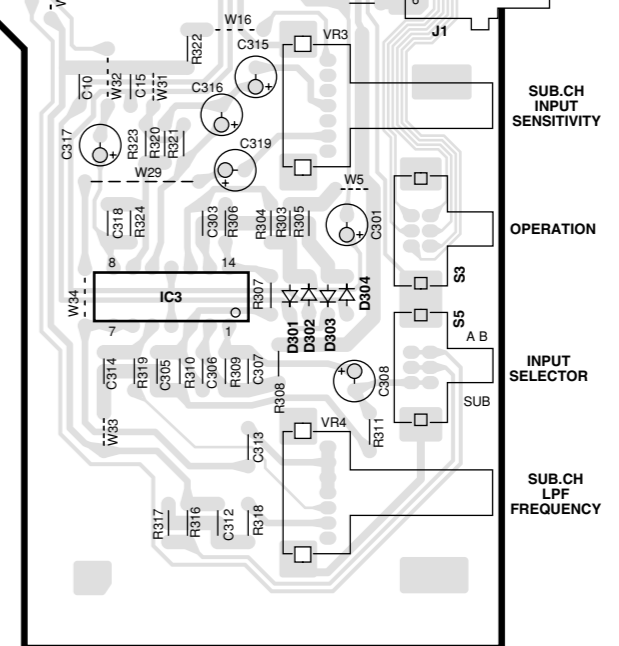 W16
J1
VR3
R322
C315
C10
W32
C15
W31
C316
SUB.CH
INPUT
SENSITIVITY
C317
R323
R320
R321
C319
W29
W5
C318
R324
C303
R306
R304
R303
R305
C301
OPERATION
8
14
W34
IC3
R307
D304
S3
7
1
D301
D302
D303
S5
A B
C314
R319
C305
R310
C306
R309
C307
R308
C308
INPUT
SELECTOR
SUB
W33
C313
VR4
R311
SUB.CH
LPF
FREQUENCY
R317
R316
C312
R318